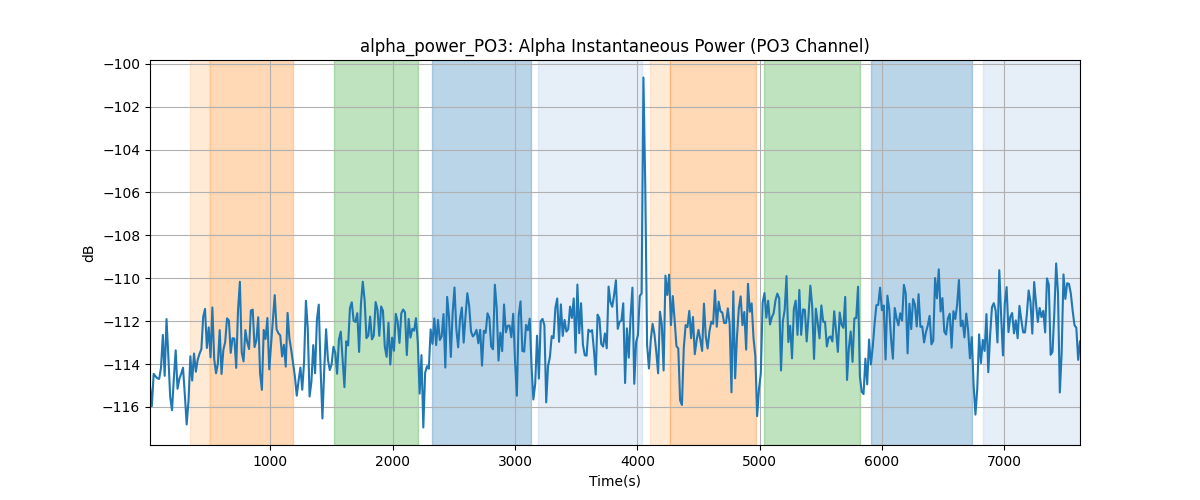 alpha_power_PO3: Alpha Instantaneous Power (PO3 Channel)
−100
−102
−104
−106
−108
−110
−112
−114
−116
dB
1000 2000 3000 4000 5000 6000 7000
Time(s)